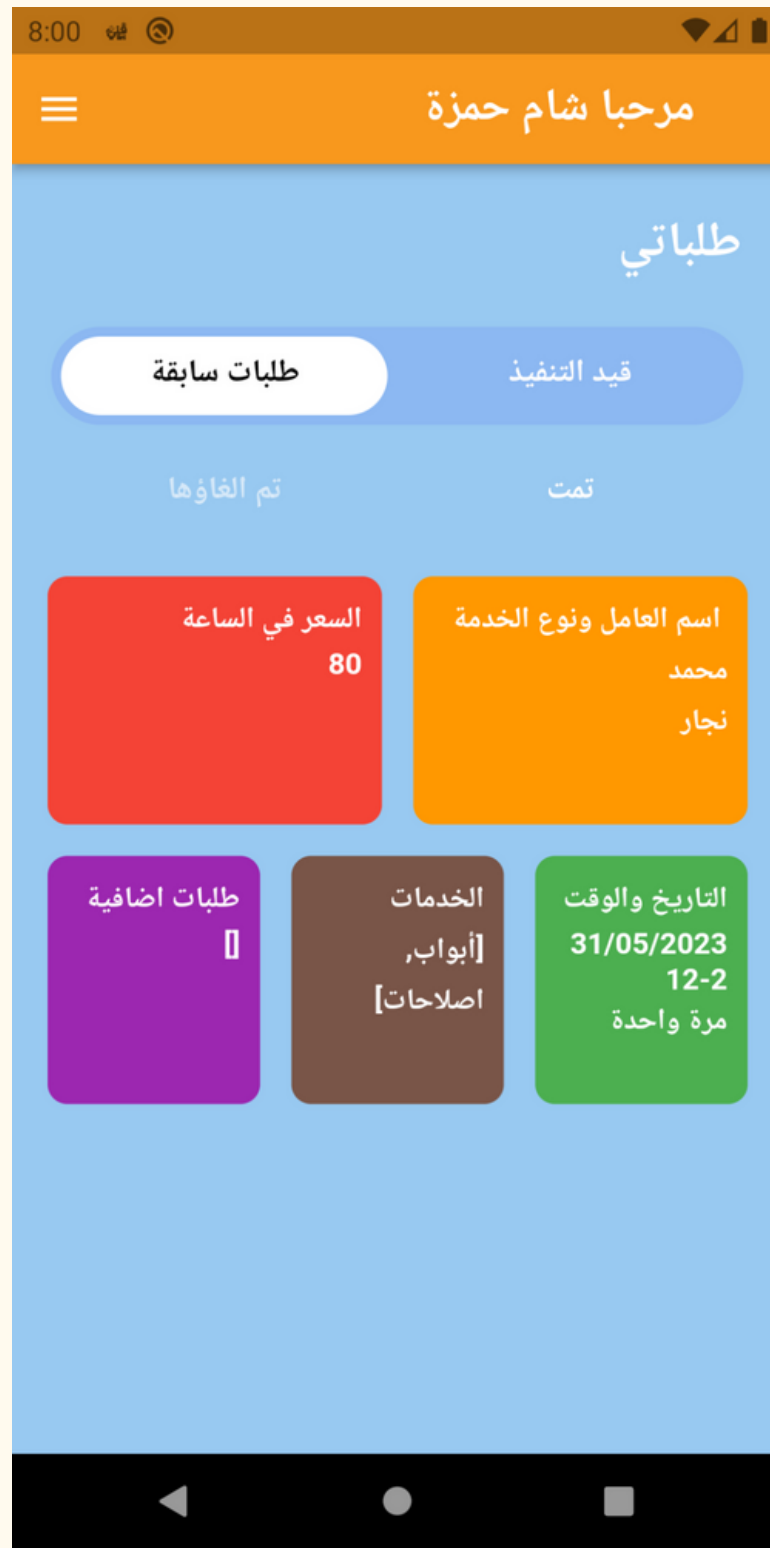 8:00
مرحبا شام حمزة
طلباتي
قيد التنفيذ
طلبات سابقة
تمت
تم الغاؤها
اسم العامل ونوع الخدمة
محمد
نجار
السعر في الساعة
80
التاريخ والوقت
31/05/2023
12-2
مرة واحدة
الخدمات
[أبواب,
اصلاحات]
طلبات اضافية
[]